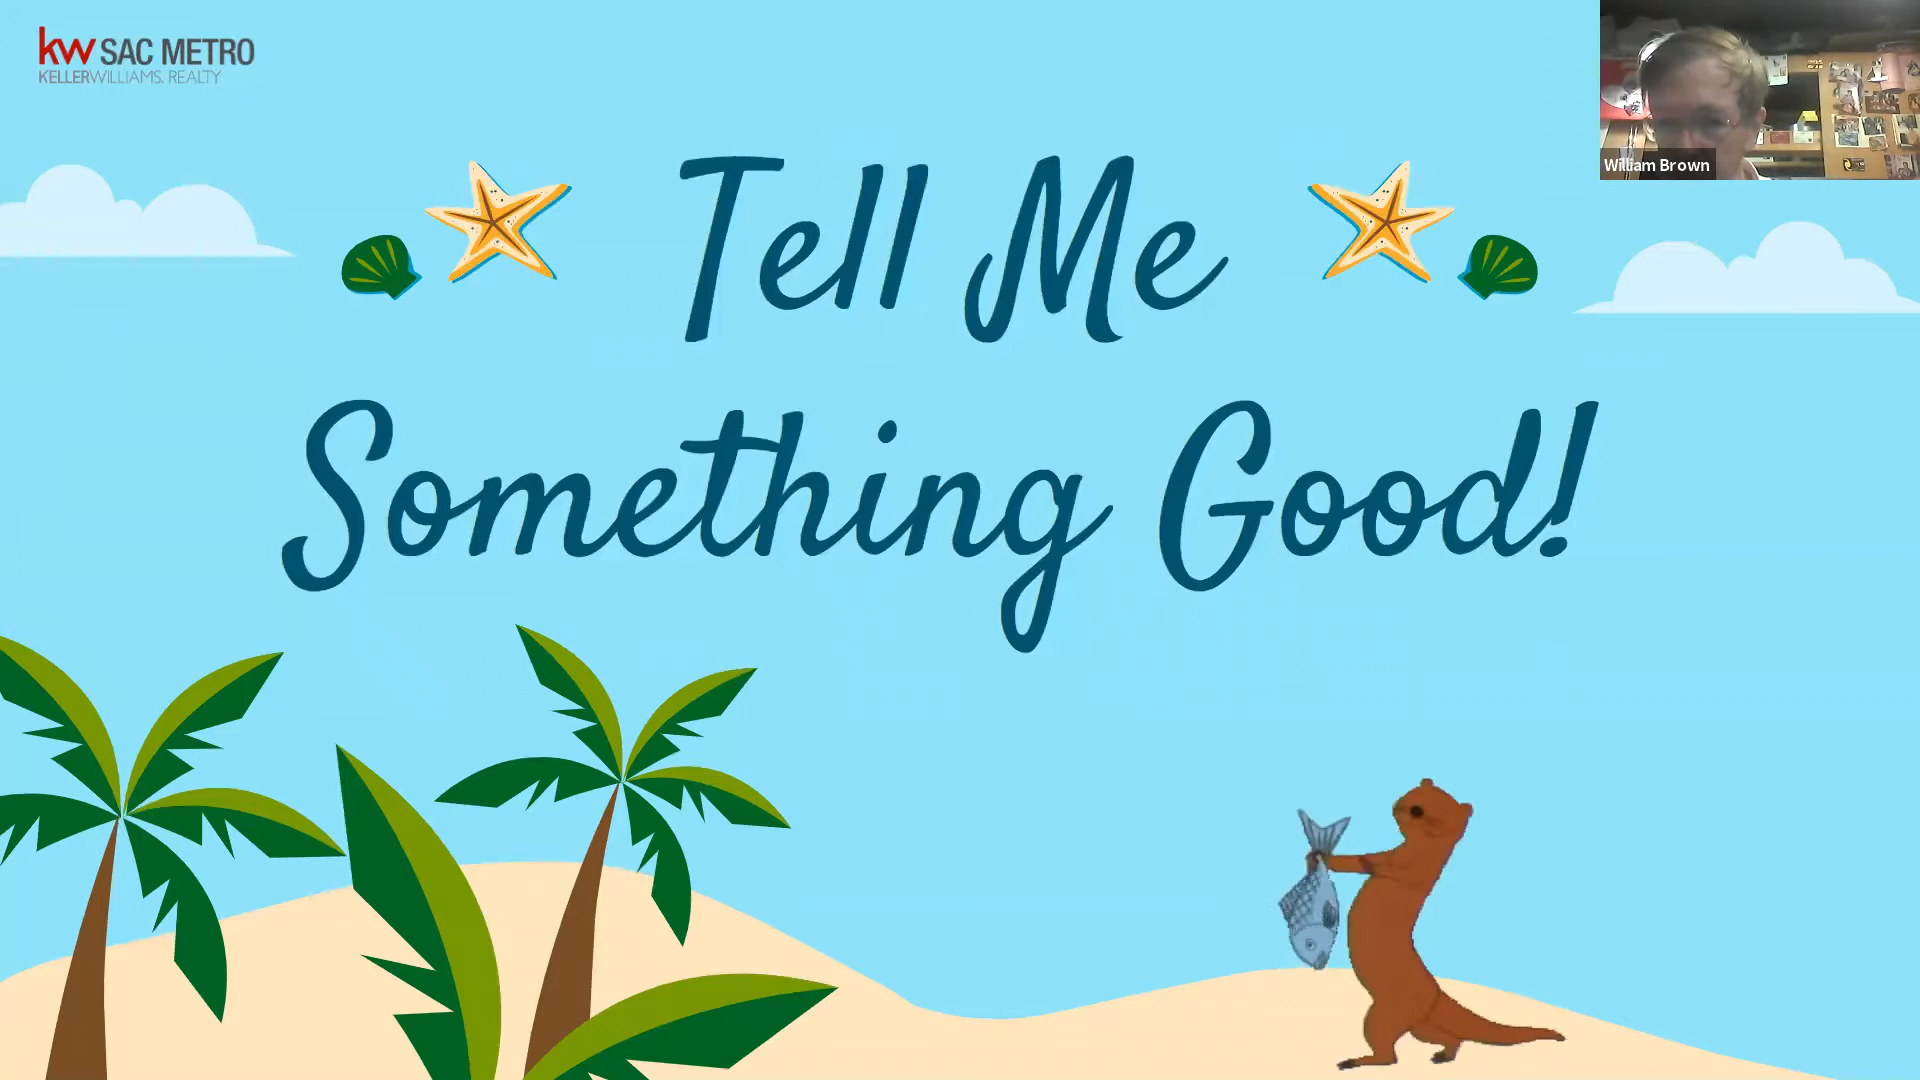 kw SAC METRO
KELLERWILLIAMS. REALTY
William Brown
Tell Me
Something Good!